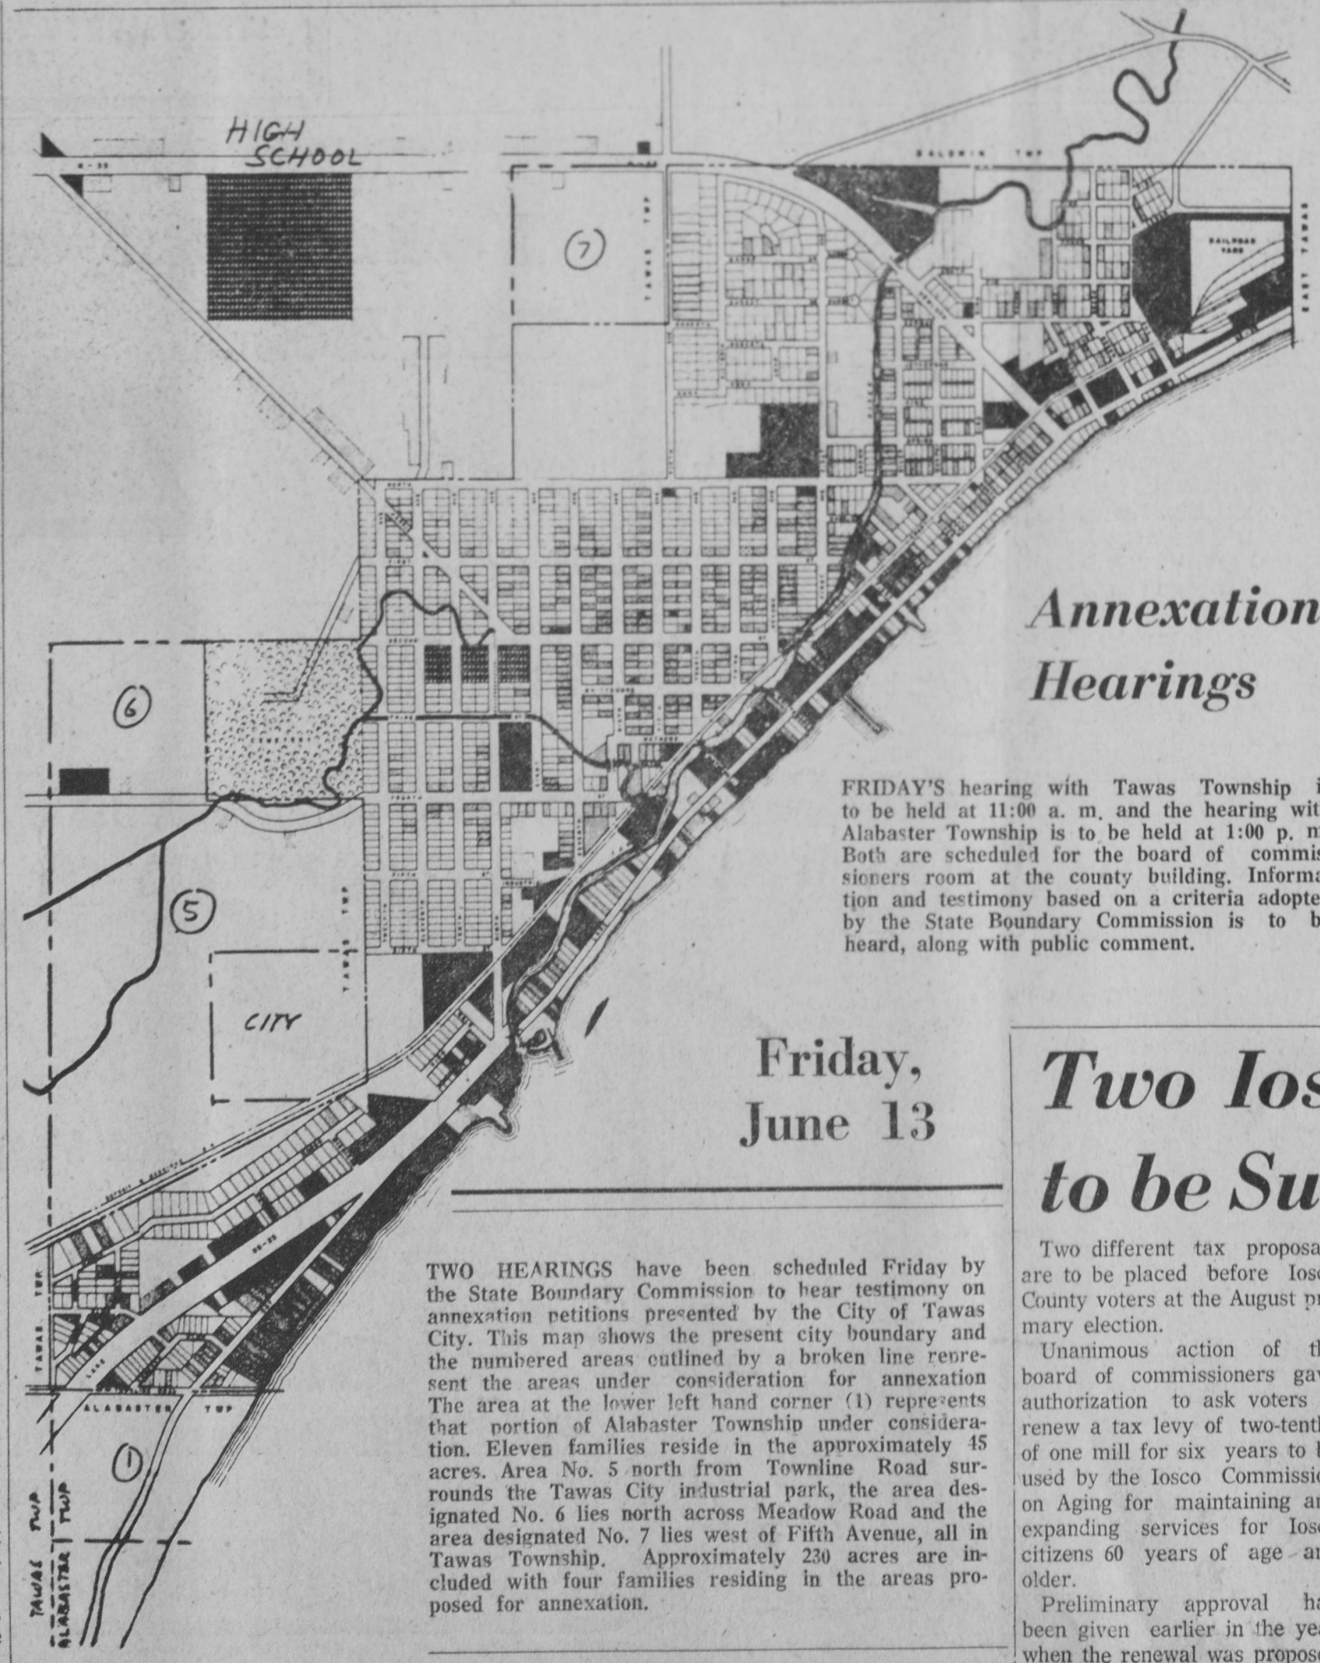 HIGH
SCHOOL
M-55
BALDWIN TWP
7
TAWAS TWP
RAILROAD
YARD
EAST TAWAS
6
5
TAWAS TWP
CITY
TAWAS TWP
ALABASTER TWP
1
TAWAS TWP
ALABASTER TWP
Annexation
Hearings
FRIDAY'S hearing with Tawas Township
to be held at 11:00 a. m. and the hearing wit
Alabaster Township is to be held at 1:00 p. m
Both are scheduled for the board of commis
sioners room at the county building. Informa
tion and testimony based on a criteria adopte
by the State Boundary Commission is to b
heard, along with public comment.
Friday,
June 13
TWO HEARINGS have been scheduled Friday by
the State Boundary Commission to hear testimony on
annexation petitions presented by the City of Tawas
City. This map shows the present city boundary and
the numbered areas outlined by a broken line repre-
sent the areas under consideration for annexation
The area at the lower left hand corner (1) represents
that portion of Alabaster Township under considera-
tion. Eleven families reside in the approximately 45
acres. Area No. 5 north from Townline Road sur-
rounds the Tawas City industrial park, the area des-
ignated No. 6 lies north across Meadow Road and the
area designated No. 7 lies west of Fifth Avenue, all in
Tawas Township. Approximately 230 acres are in-
cluded with four families residing in the areas pro-
posed for annexation.
Two Ios
to be Su
Two different tax proposa
are to be placed before Iosc
County voters at the August pr
mary election.
Unanimous action of th
board of commissioners gav
authorization to ask voters
renew a tax levy of two-tenth
of one mill for six years to b
used by the Iosco Commissio
on Aging for maintaining an
expanding services for Iosc
citizens 60 years of age an
older.
Preliminary approval ha
been given earlier in the yea
when the renewal was propose